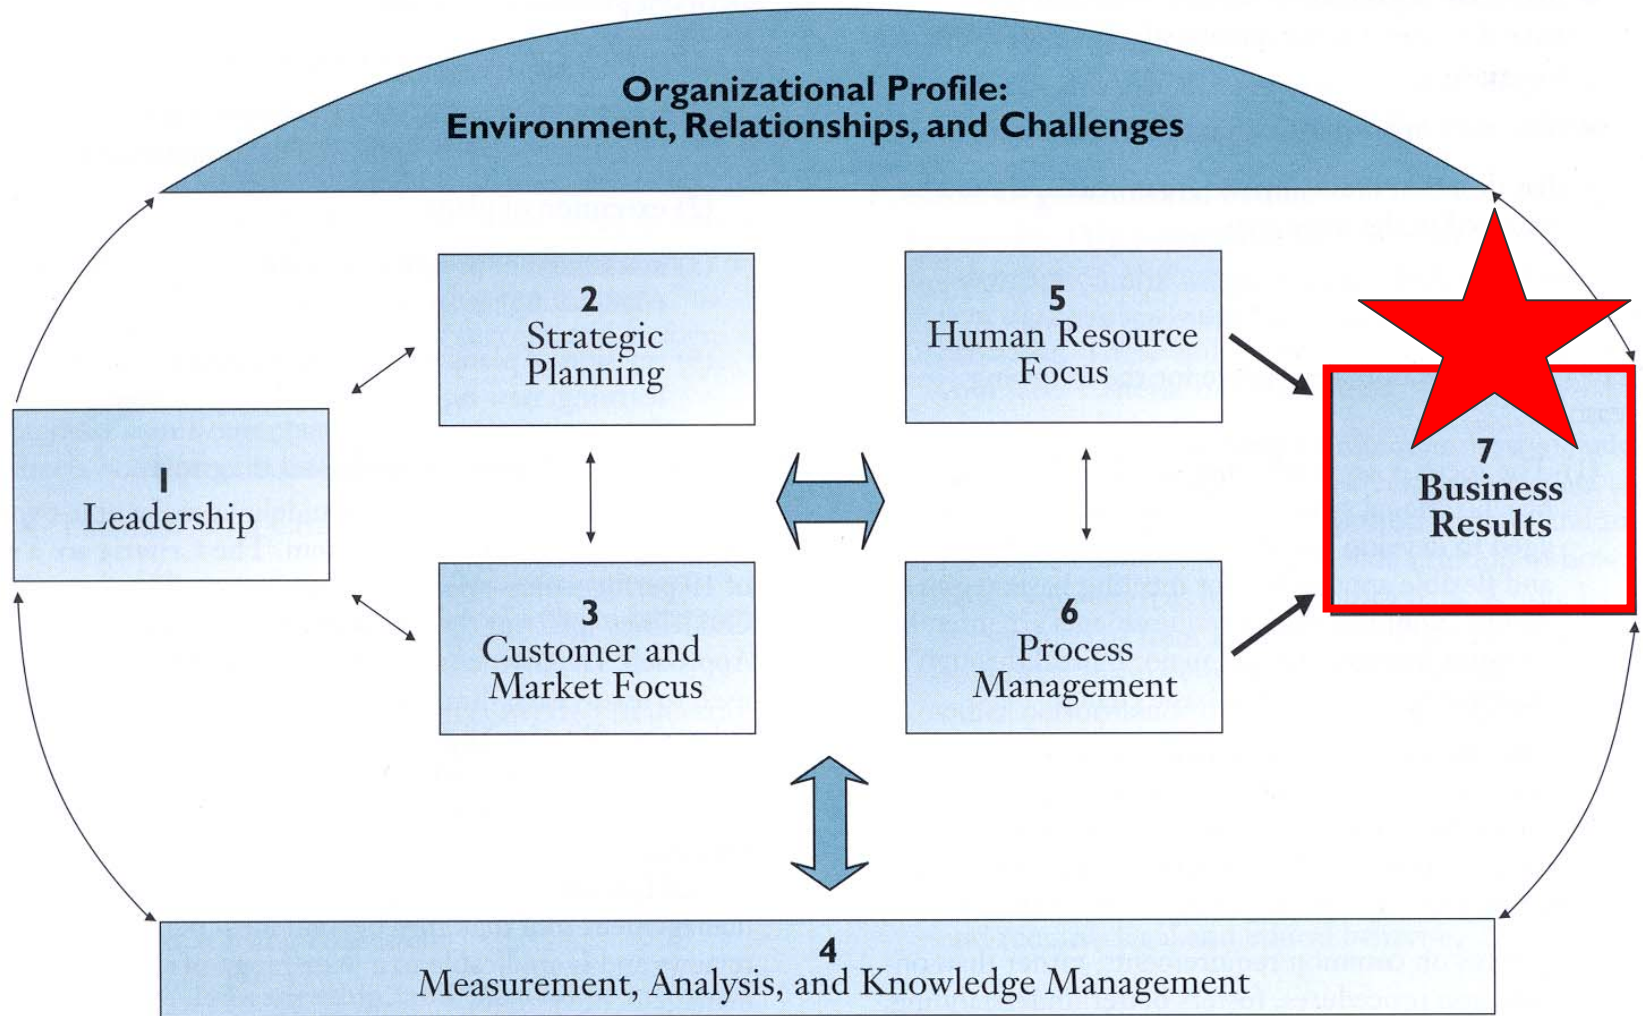 Organizational Profile:
Environment, Relationships, and Challenges
2
Strategic
Planning
5
Human Resource
Focus
1
Leadership
7
Business
Results
3
Customer and
Market Focus
6
Process
Management
4
Measurement, Analysis, and Knowledge Management